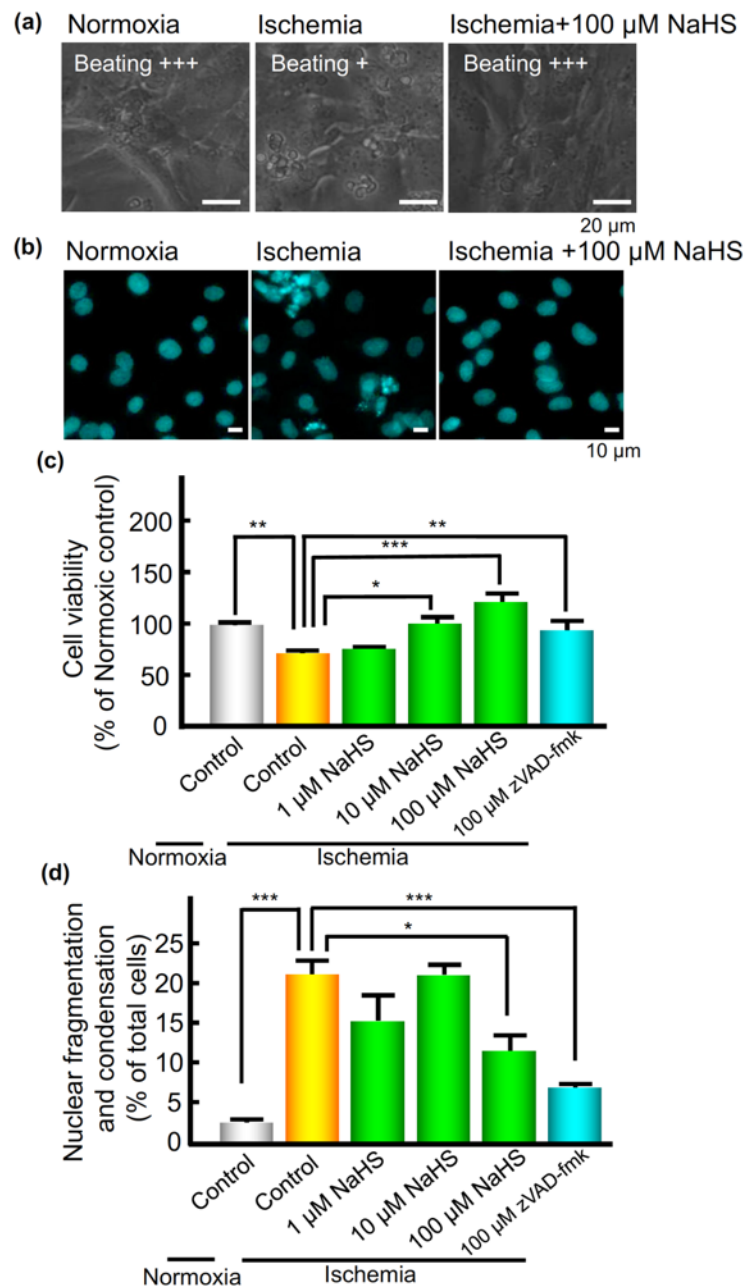 (a) Normoxia Ischemia Ischemia+100 µM NaHS
Beating +++ Beating + Beating +++
20 µm
(b) Normoxia Ischemia Ischemia +100 µM NaHS
10 µm
(c)
Cell viability
(% of Normoxic control)
200
150
100
50
0
** ** *** *
Control Control 1 µM NaHS 10 µM NaHS 100 µM NaHS 100 µM zVAD-fmk
Normoxia Ischemia
(d)
Nuclear fragmentation
and condensation
(% of total cells)
25
20
15
10
5
0
*** *** *
Control Control 1 µM NaHS 10 µM NaHS 100 µM NaHS 100 µM zVAD-fmk
Normoxia Ischemia